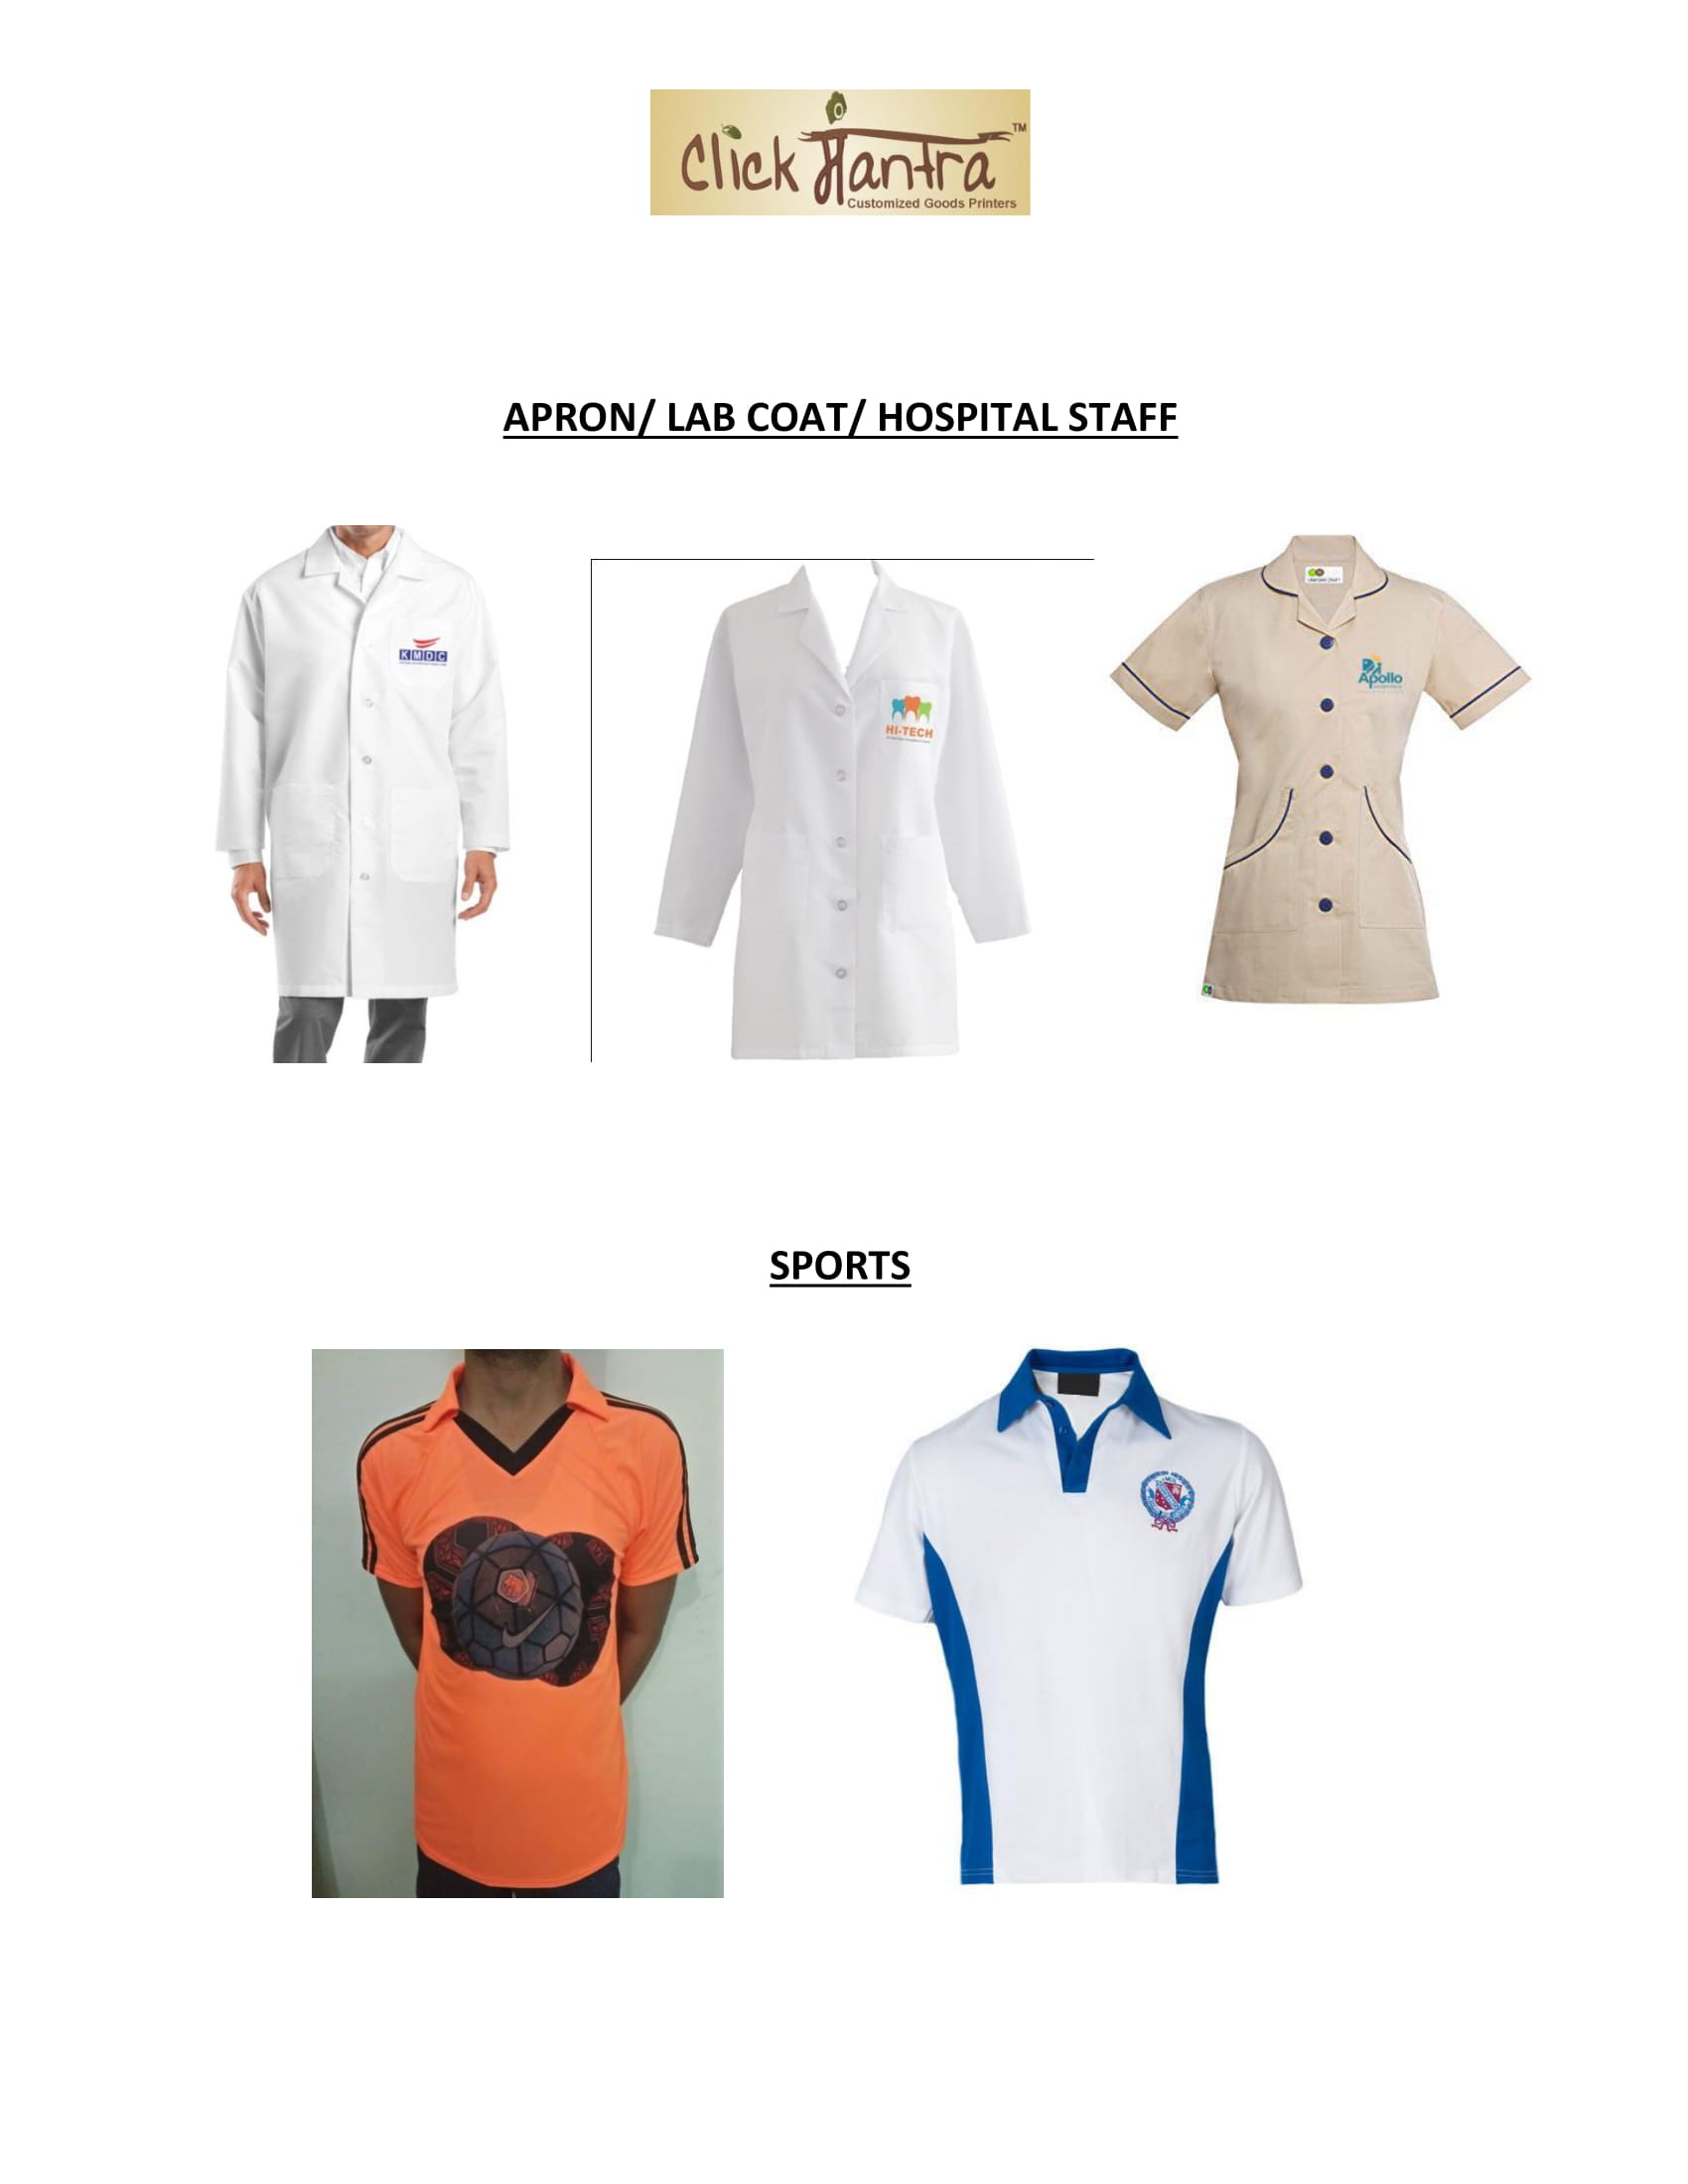 Click Mantra TM
Customized Goods Printers
APRON/ LAB COAT/ HOSPITAL STAFF
KMDC
HI-TECH
Apollo
SPORTS